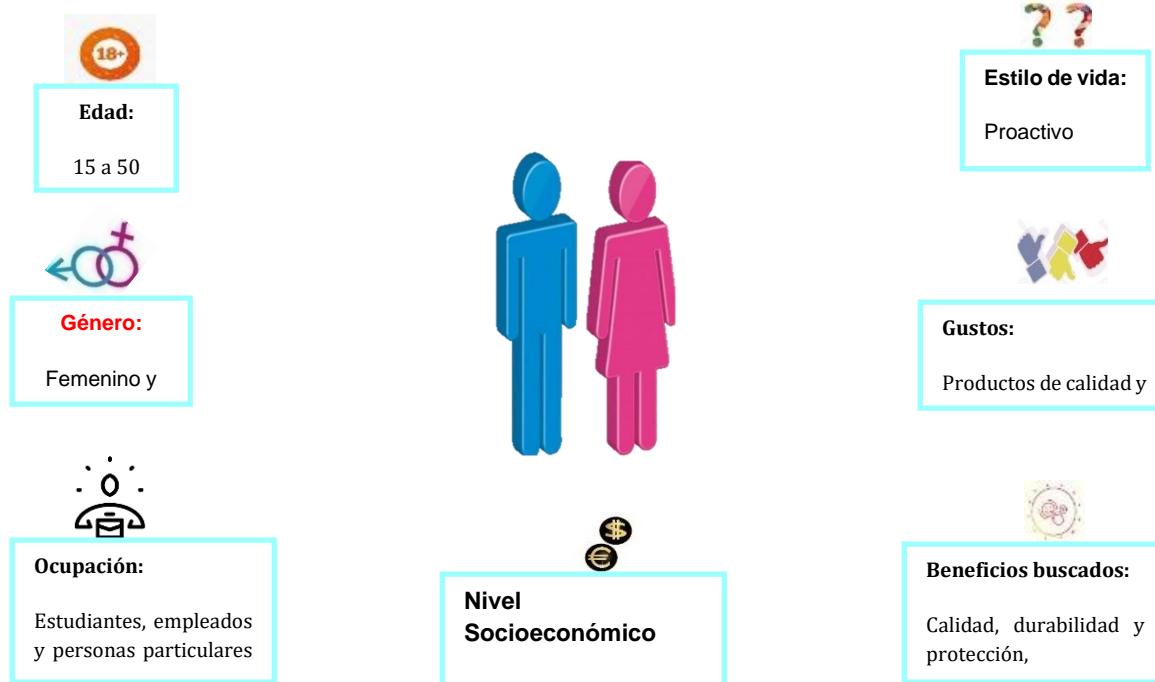 18+
Edad:
15 a 50
Género:
Femenino y
Ocupación:
Estudiantes, empleados
y personas particulares
$
€
Nivel
Socioeconómico
? ?
Estilo de vida:
Proactivo
Gustos:
Productos de calidad y
Beneficios buscados:
Calidad, durabilidad y
protección,